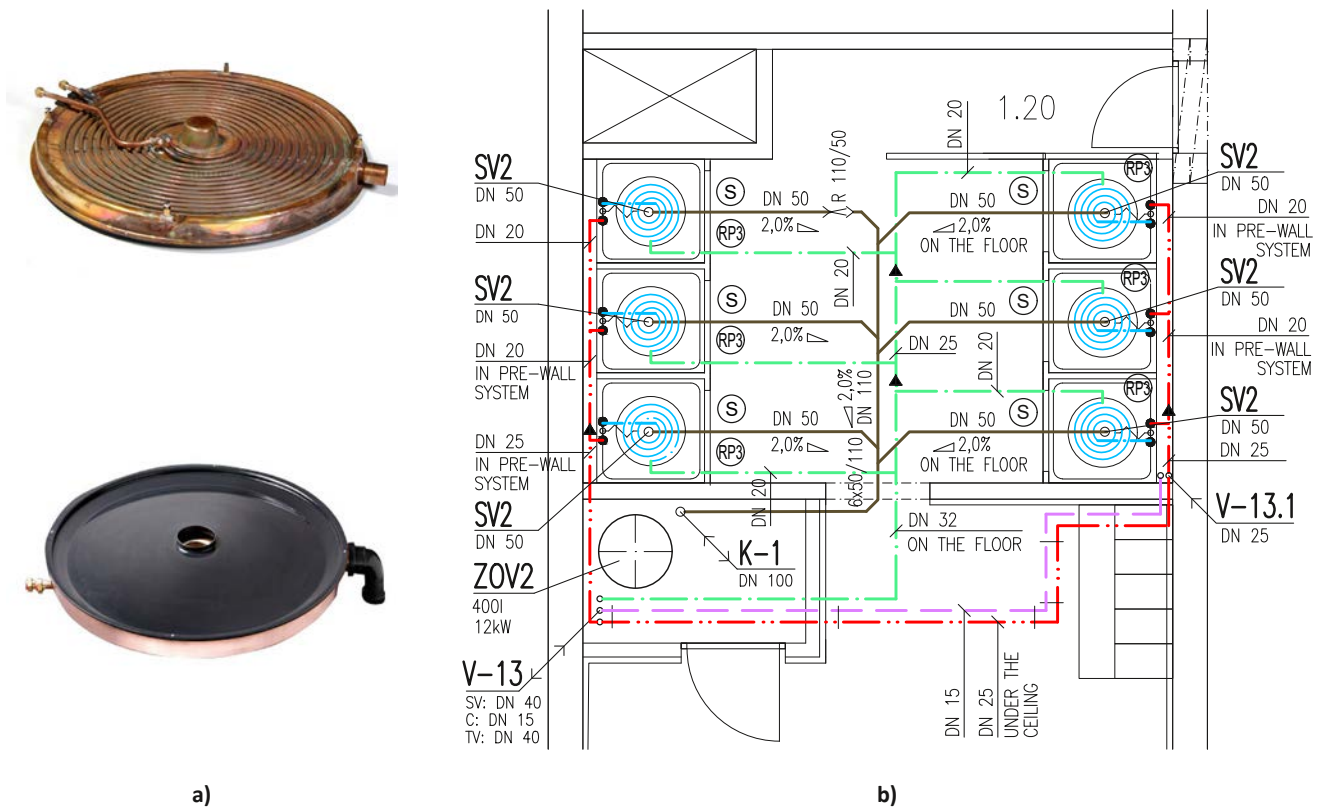 1.20
DN 20
R 110/50
SV2
DN 50
DN 20
SV2
DN 50
DN 20
IN PRE-WALL
SYSTEM
DN 25
IN PRE-WALL
SYSTEM
SV2
DN 50
ZOV2
400l
12kW
V-13
SV: DN 40
C: DN 15
TV: DN 40
S
DN 50
2,0%
RP3
DN 20
S
DN 50
2,0%
RP3
S
DN 50
2,0%
RP3
DN 20
2,0%
DN 110
6x50/110
K-1
DN 100
S
DN 50
2,0%
ON THE FLOOR
RP3
DN 25
DN 20
S
DN 50
RP3
S
DN 50
2,0%
ON THE FLOOR
RP3
DN 32
ON THE FLOOR
DN 15
DN 25
UNDER THE
CEILING
SV2
DN 50
DN 20
IN PRE-WALL
SYSTEM
SV2
DN 50
DN 20
IN PRE-WALL
SYSTEM
SV2
DN 50
DN 25
V-13.1
DN 25
a)
b)